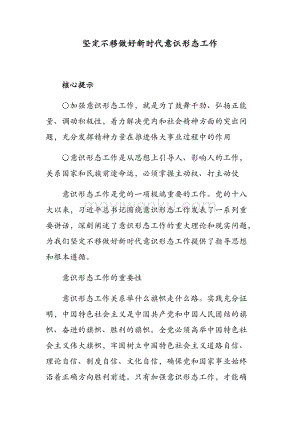 坚定不移做好新时代意识形态工作
核心提示
〇加强意识形态工作，就是为了鼓舞干劲、弘扬正能
量、调动积极性，着力解决党内和社会精神方面的突出问
题，充分发挥精神力量在推进伟大事业过程中的作用
〇意识形态工作是从思想上引导人、影响人的工作，
关系国家和民族前途命运，必须掌握主动权、打主动仗
意识形态工作是党的一项极端重要的工作。党的十八
大以来，习近平总书记围绕意识形态工作发表了一系列重
要讲话，深刻阐述了意识形态工作的重大理论和现实问题，
为我们坚定不移做好新时代意识形态工作提供了指导思想
和根本遵循。
意识形态工作的重要性
意识形态工作关系举什么旗帜走什么路。实践充分证
明，中国特色社会主义是中国共产党和中国人民团结的旗
帜、奋进的旗帜、胜利的旗帜。全党必须高举中国特色社
会主义伟大旗帜，牢固树立中国特色社会主义道路自信、
理论自信、制度自信、文化自信，确保党和国家事业始终
沿着正确方向胜利前进。只有加强意识形态工作，才能确